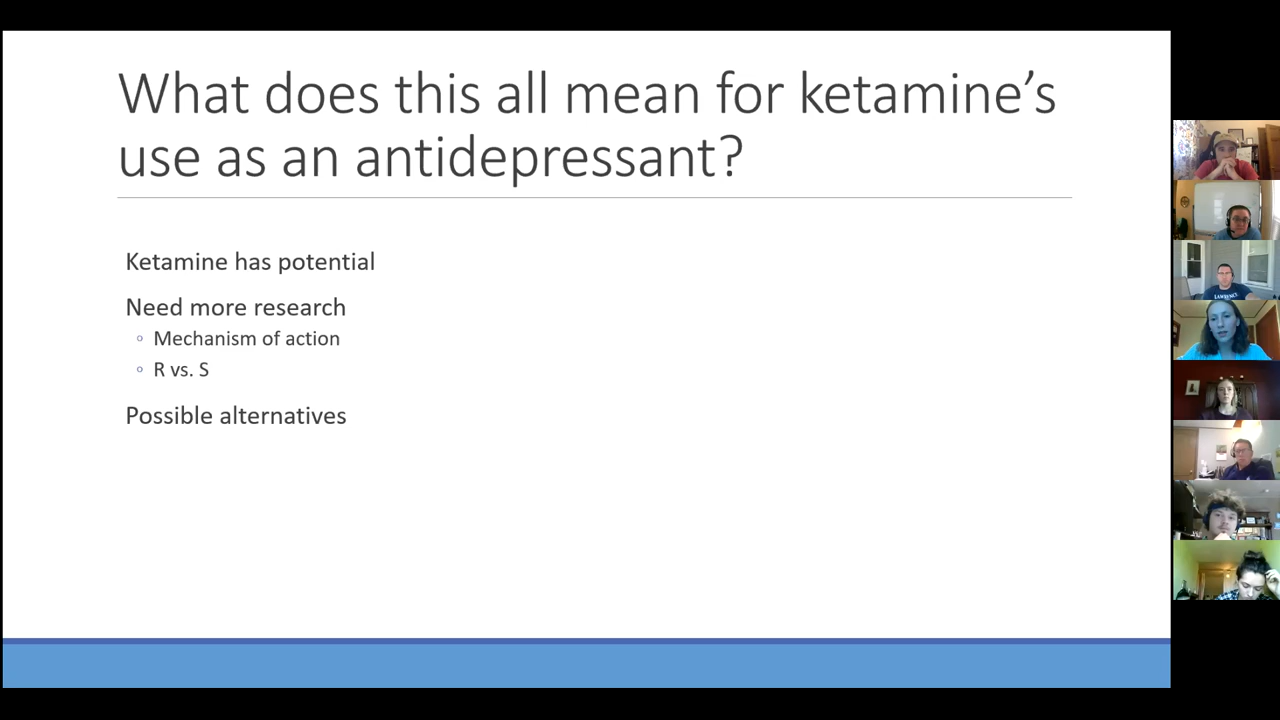 What does this all mean for ketamine’s
use as an antidepressant?
Ketamine has potential
Need more research
◦ Mechanism of action
◦ R vs. S
Possible alternatives
LAWRENCE